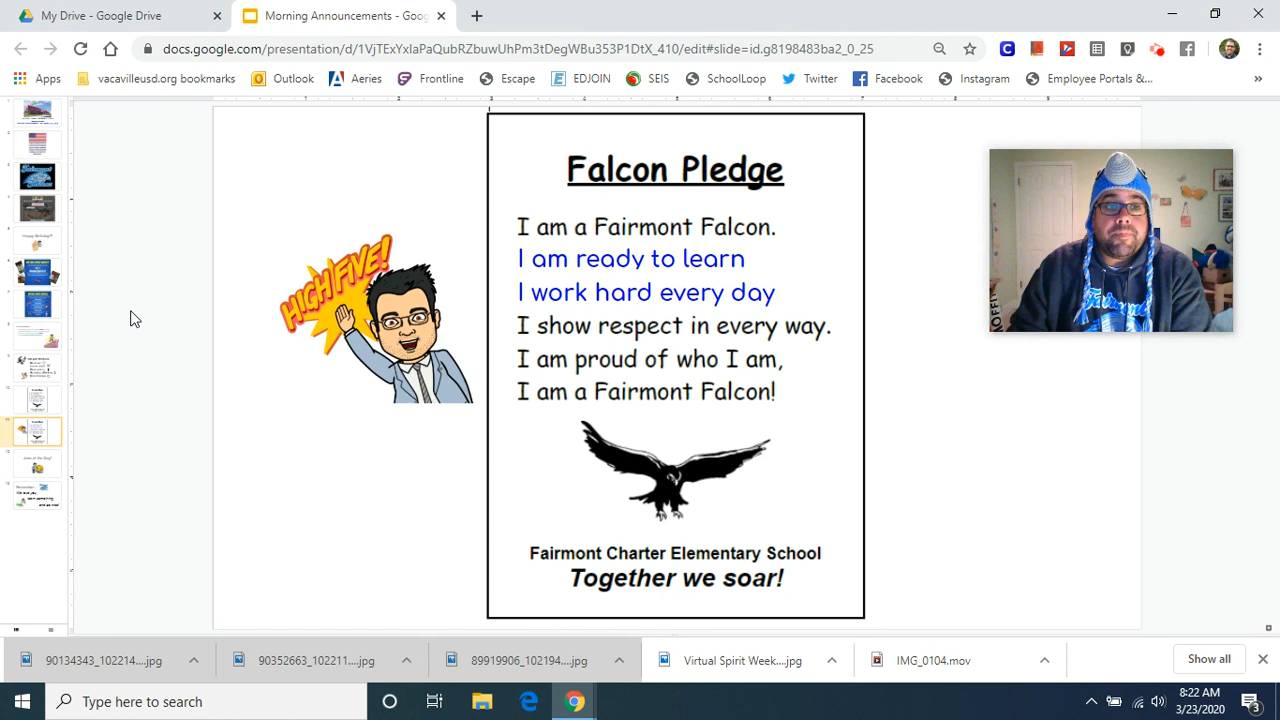 My Drive - Google Drive
Morning Announcements - Goo
docs.google.com/presentation/d/1VjTExYxIaPaQubRZbuwUhPm3tDegWBu353P1DtX_410/edit#slide=id.g8198483ba2_0_25
Apps
vacavilleusd.org bookmarks
Outlook
Aeries
Frontline
Escape
EDJOIN
SEIS
SchoolLoop
Twitter
Facebook
Instagram
Employee Portals &...
HIGH FIVE!
Falcon Pledge
I am a Fairmont Falcon.
I am ready to learn
I work hard every day
I show respect in every way.
I am proud of who I am,
I am a Fairmont Falcon!
Fairmont Charter Elementary School
Together we soar!
90134343_102214....jpg
90352663_102211....jpg
89919906_102194....jpg
Virtual Spirit Week....jpg
IMG_0104.mov
Show all
Type here to search
8:22 AM
3/23/2020
3